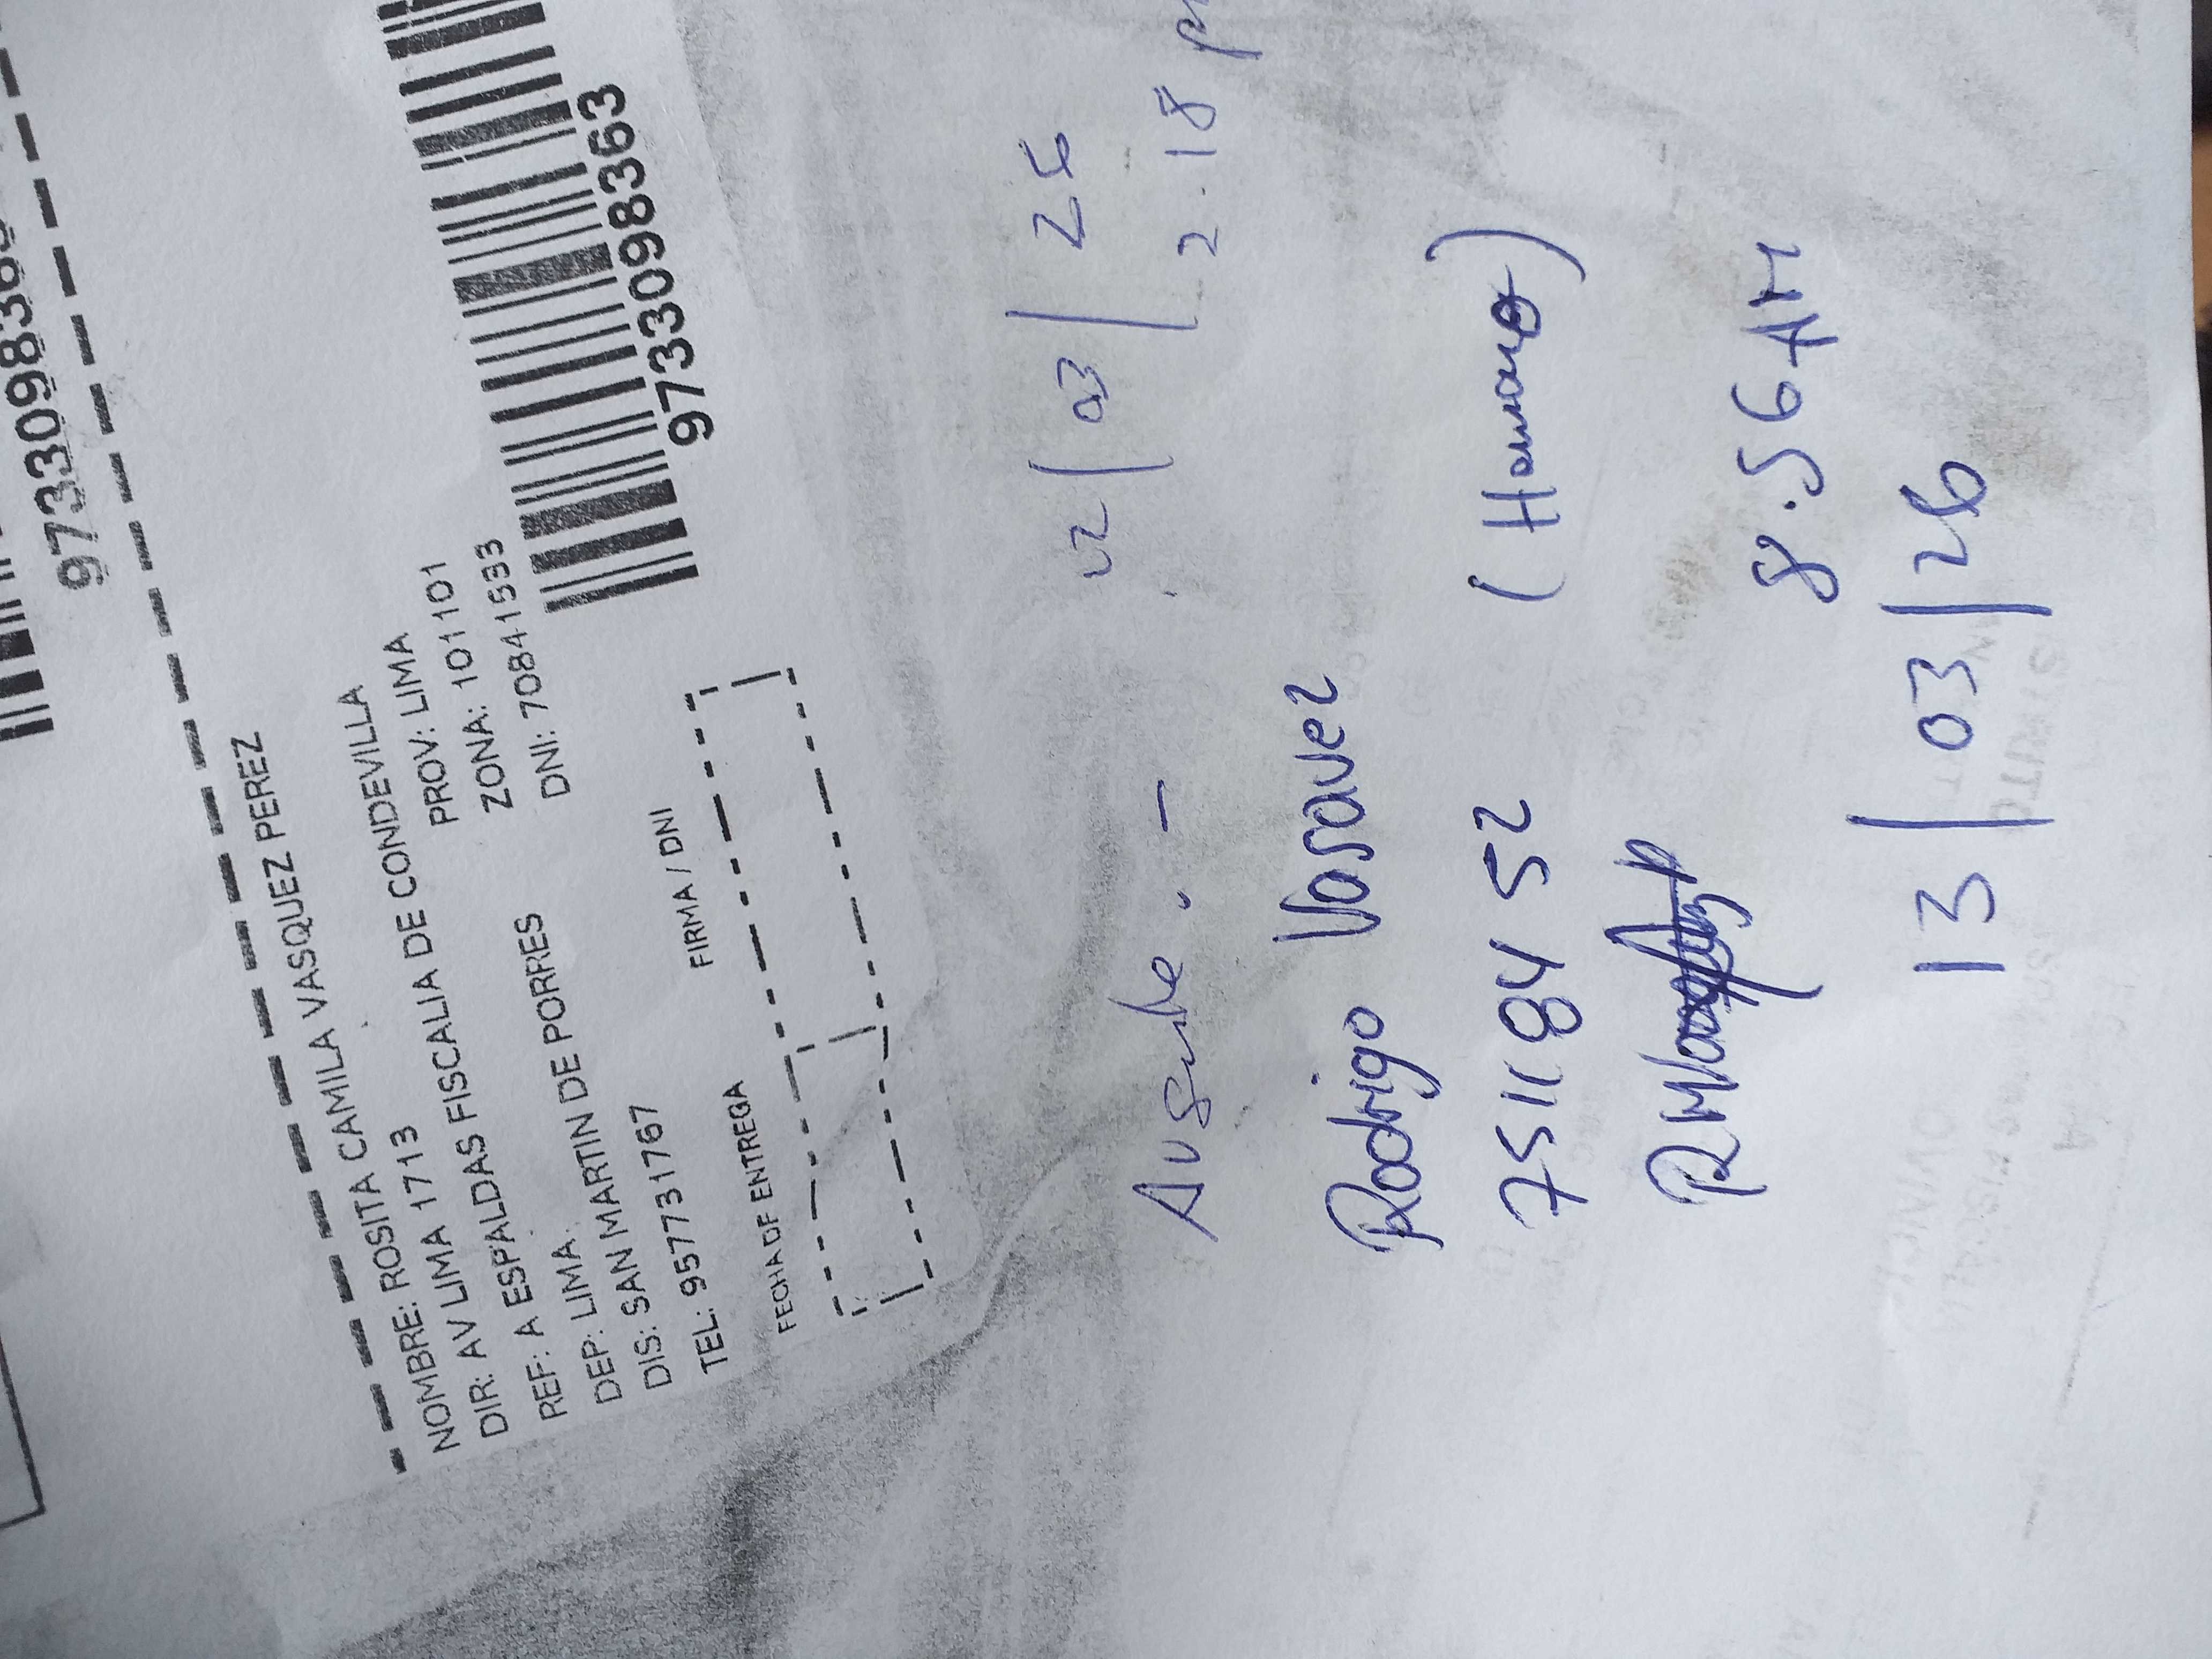 9733098363
NOMBRE: ROSITA CAMILA VASQUEZ PEREZ
DIR: AV LIMA 1713
REF: A ESPALDAS FISCALIA DE CONDEVILLA
DEP: LIMA PROV: LIMA
DIS: SAN MARTIN DE PORRES ZONA: 101101
TEL: 957731767 DNI: 70841533
FECHA DE ENTREGA FIRMA / DNI
9733098363
03 / 26
Ausente.- 2.18
Rodrigo Vasquez
75118452 (Hermano)
8.56 AM
13/03/26